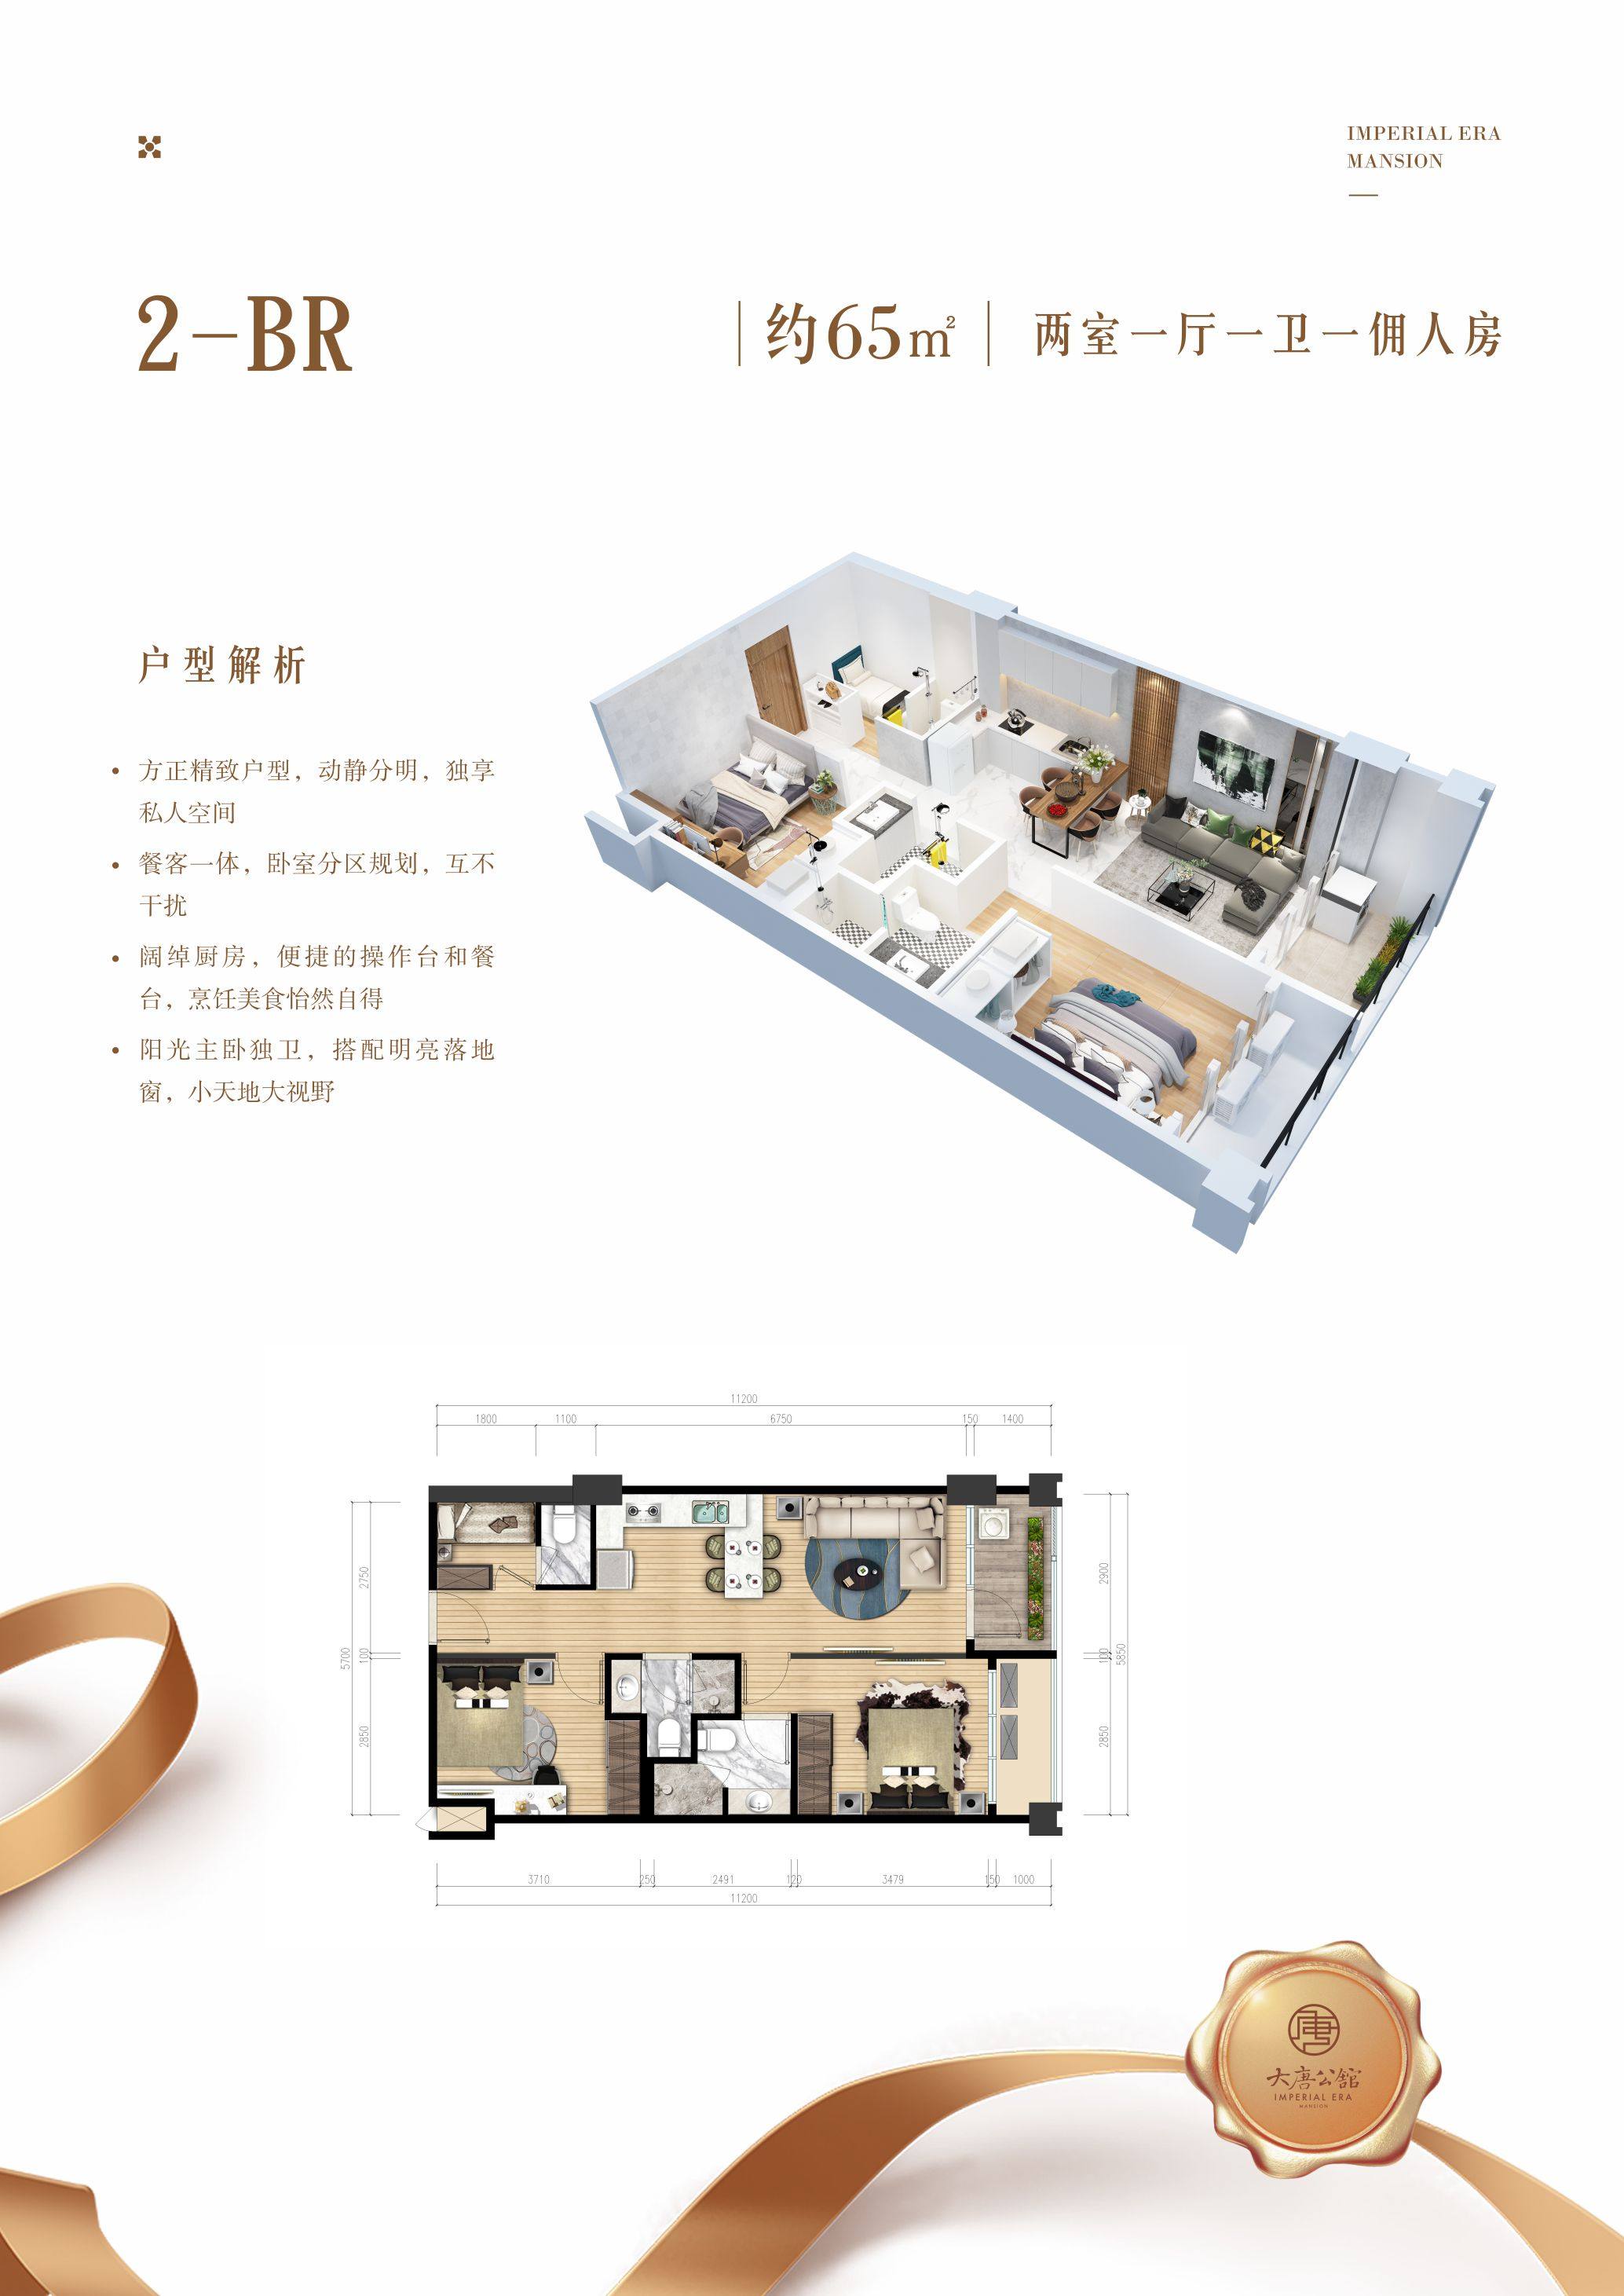 IMPERIAL ERA
MANSION
2-BR
约65㎡
两室一厅一卫一佣人房
户型解析
• 方正精致户型，动静分明，独享
私人空间
• 餐客一体，卧室分区规划，互不
干扰
• 阔绰厨房，便捷的操作台和餐
台，烹饪美食怡然自得
• 阳光主卧独卫，搭配明亮落地
窗，小天地大视野
11200
1800 1100 6750 150 1400
2750
5700 100
2850
2900
100 5850
2850
3710 250 2491 120 3479 150 1000
11200
唐
大唐公館
IMPERIAL ERA
MANSION